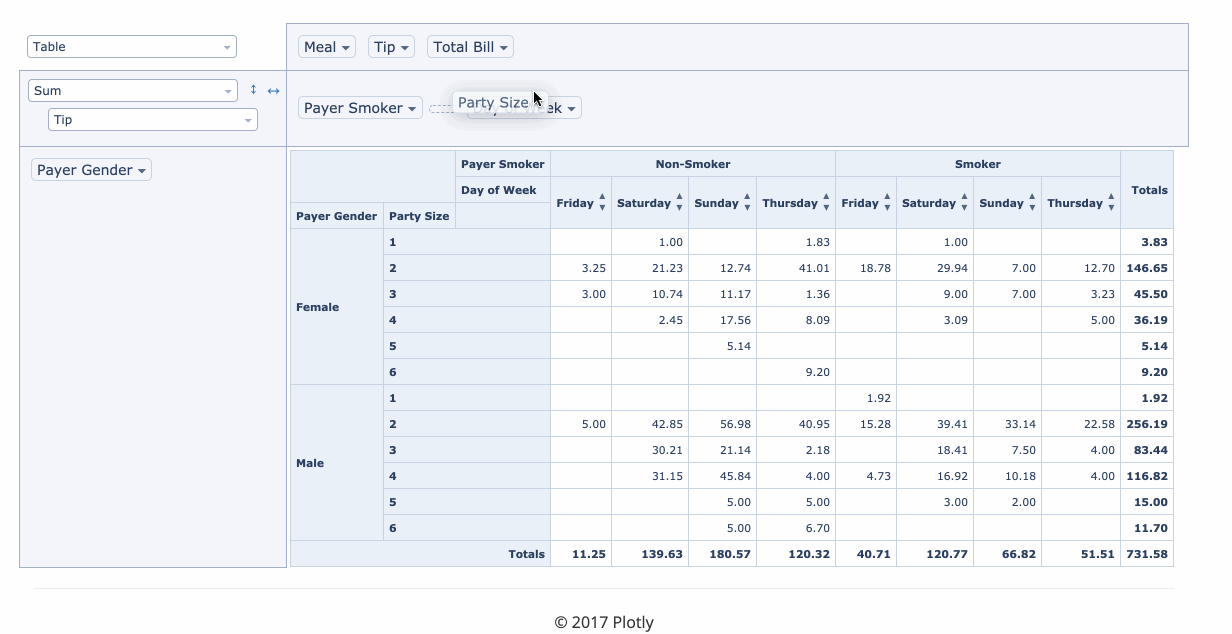 Table
Meal Tip Total Bill
Sum
Tip
Payer Smoker Party Size
Payer Gender
Payer Smoker Non-Smoker Smoker Totals
Day of Week Friday Saturday Sunday Thursday Friday Saturday Sunday Thursday
Payer Gender Party Size
Female
1 1.00 1.83 1.00 3.83
2 3.25 21.23 12.74 41.01 18.78 29.94 7.00 12.70 146.65
3 3.00 10.74 11.17 1.36 9.00 7.00 3.23 45.50
4 2.45 17.56 8.09 3.09 5.00 36.19
5 5.14 5.14
6 9.20 9.20
Male
1 1.92 1.92
2 5.00 42.85 56.98 40.95 15.28 39.41 33.14 22.58 256.19
3 30.21 21.14 2.18 18.41 7.50 4.00 83.44
4 31.15 45.84 4.00 4.73 16.92 10.18 4.00 116.82
5 5.00 5.00 3.00 2.00 15.00
6 5.00 6.70 11.70
Totals 11.25 139.63 180.57 120.32 40.71 120.77 66.82 51.51 731.58
© 2017 Plotly